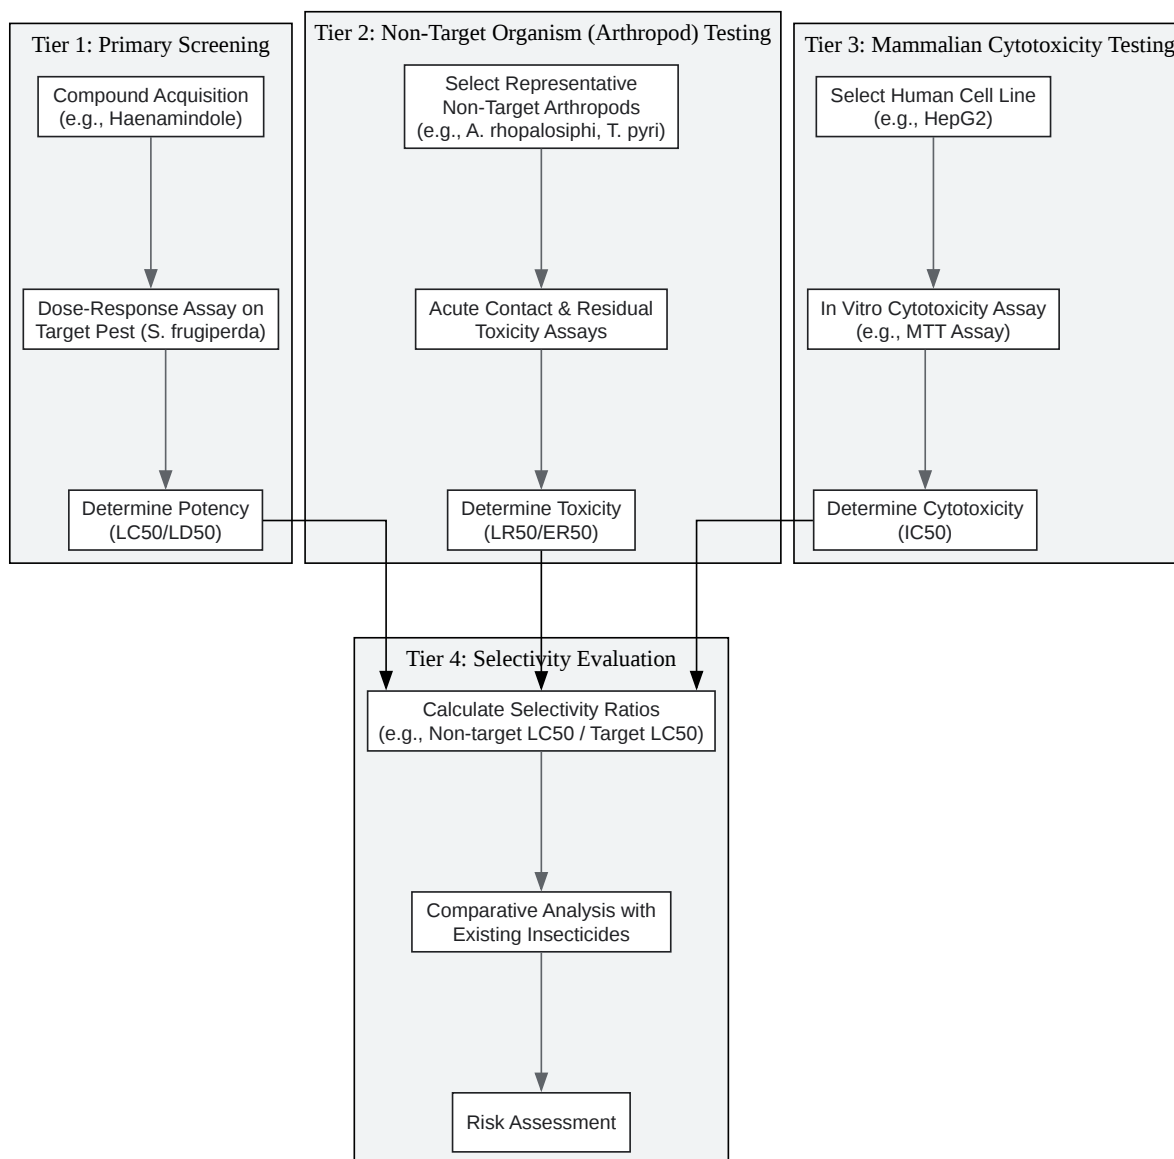 Tier 1: Primary Screening
Compound Acquisition
(e.g., Haenamindole)
Dose-Response Assay on
Target Pest (S. frugiperda)
Determine Potency
(LC50/LD50)
Tier 2: Non-Target Organism (Arthropod) Testing
Select Representative
Non-Target Arthropods
(e.g., A. rhopalosiphi, T. pyri)
Acute Contact & Residual
Toxicity Assays
Determine Toxicity
(LR50/ER50)
Tier 3: Mammalian Cytotoxicity Testing
Select Human Cell Line
(e.g., HepG2)
In Vitro Cytotoxicity Assay
(e.g., MTT Assay)
Determine Cytotoxicity
(IC50)
Tier 4: Selectivity Evaluation
Calculate Selectivity Ratios
(e.g., Non-target LC50 / Target LC50)
Comparative Analysis with
Existing Insecticides
Risk Assessment